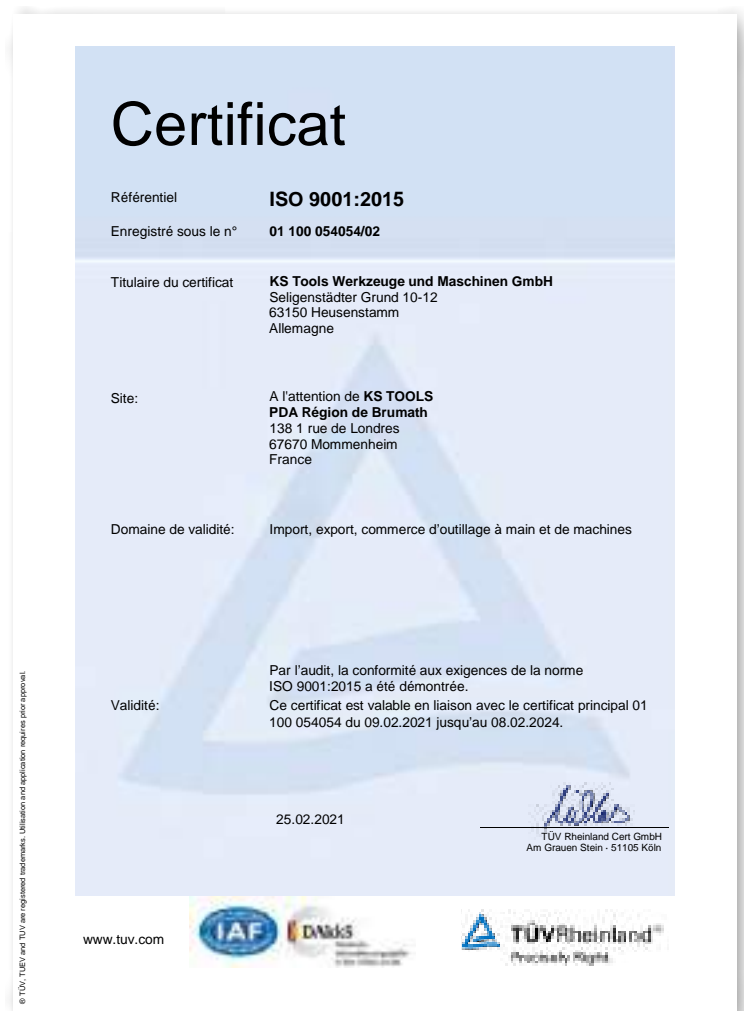 Certificat
Référentiel ISO 9001:2015
Enregistré sous le n° 01 100 054054/02
Titulaire du certificat KS Tools Werkzeuge und Maschinen GmbH
Seligenstädter Grund 10-12
63150 Heusenstamm
Allemagne
Site: A l'attention de KS TOOLS
PDA Région de Brumath
138 1 rue de Londres
67670 Mommenheim
France
Domaine de validité: Import, export, commerce d'outillage à main et de machines
Par l'audit, la conformité aux exigences de la norme
ISO 9001:2015 a été démontrée.
Validité: Ce certificat est valable en liaison avec le certificat principal 01
100 054054 du 09.02.2021 jusqu'au 08.02.2024.
25.02.2021
TÜV Rheinland Cert GmbH
Am Grauen Stein · 51105 Köln
www.tuv.com
IAF
DAkkS
TÜVRheinland®
Precisely Right.
® TÜV, TUEV and TUV are registered trademarks. Utilisation and application requires prior approval.